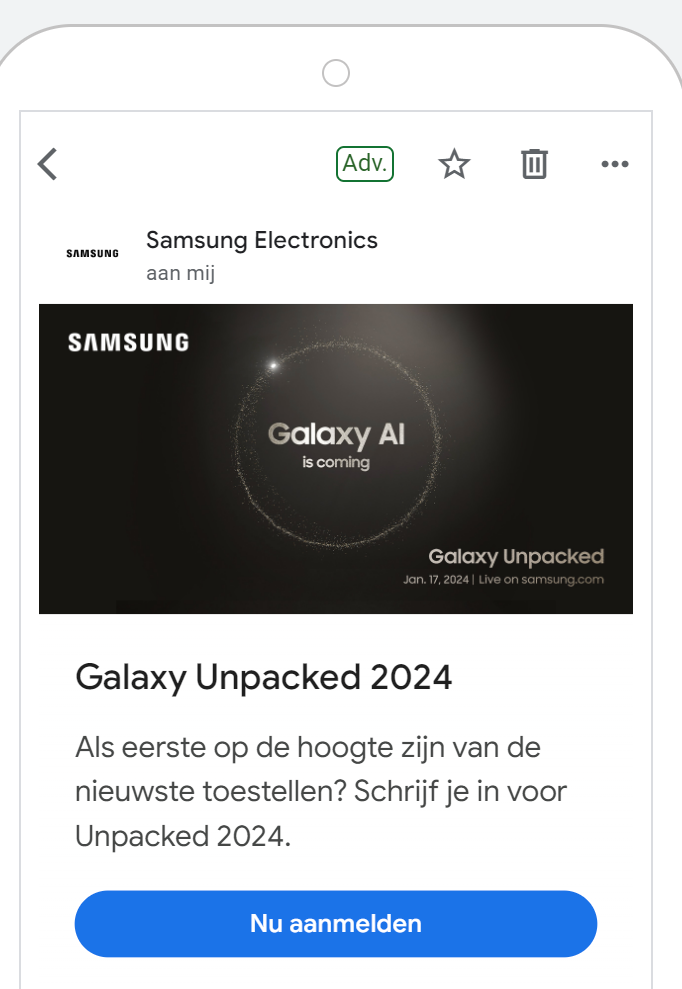 Adv.
SAMSUNG
Samsung Electronics
aan mij
SAMSUNG
Galaxy AI
is coming
Galaxy Unpacked
Jan. 17, 2024 | Live on samsung.com
Galaxy Unpacked 2024
Als eerste op de hoogte zijn van de
nieuwste toestellen? Schrijf je in voor
Unpacked 2024.
Nu aanmelden